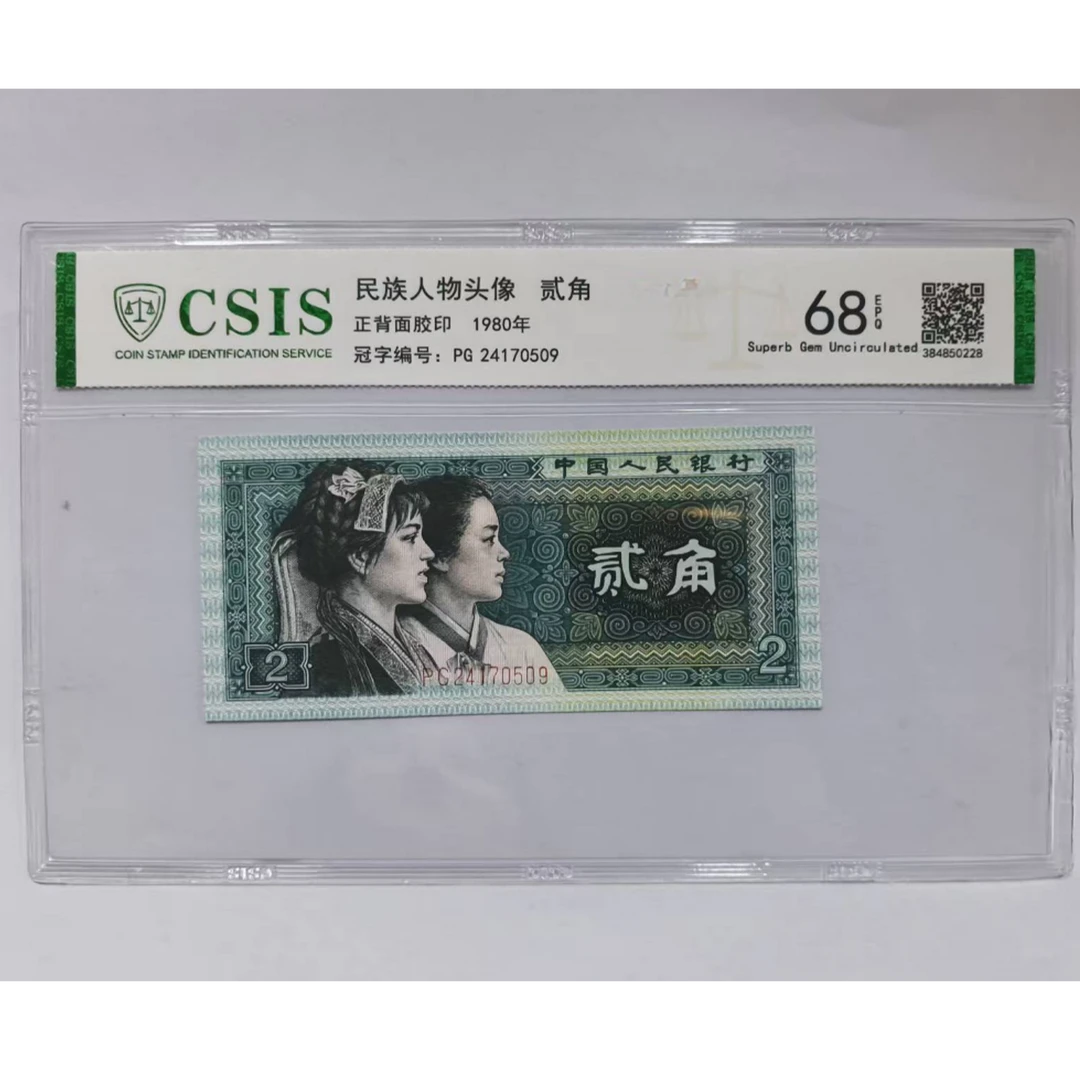 CSIS
COIN STAMP IDENTIFICATION SERVICE
民族人物头像 贰角
正背面胶印 1980年
冠字编号: PG 24170509
68 EPQ
Superb Gem Uncirculated
384850228
中国人民银行
贰角
2
2
PG24170509